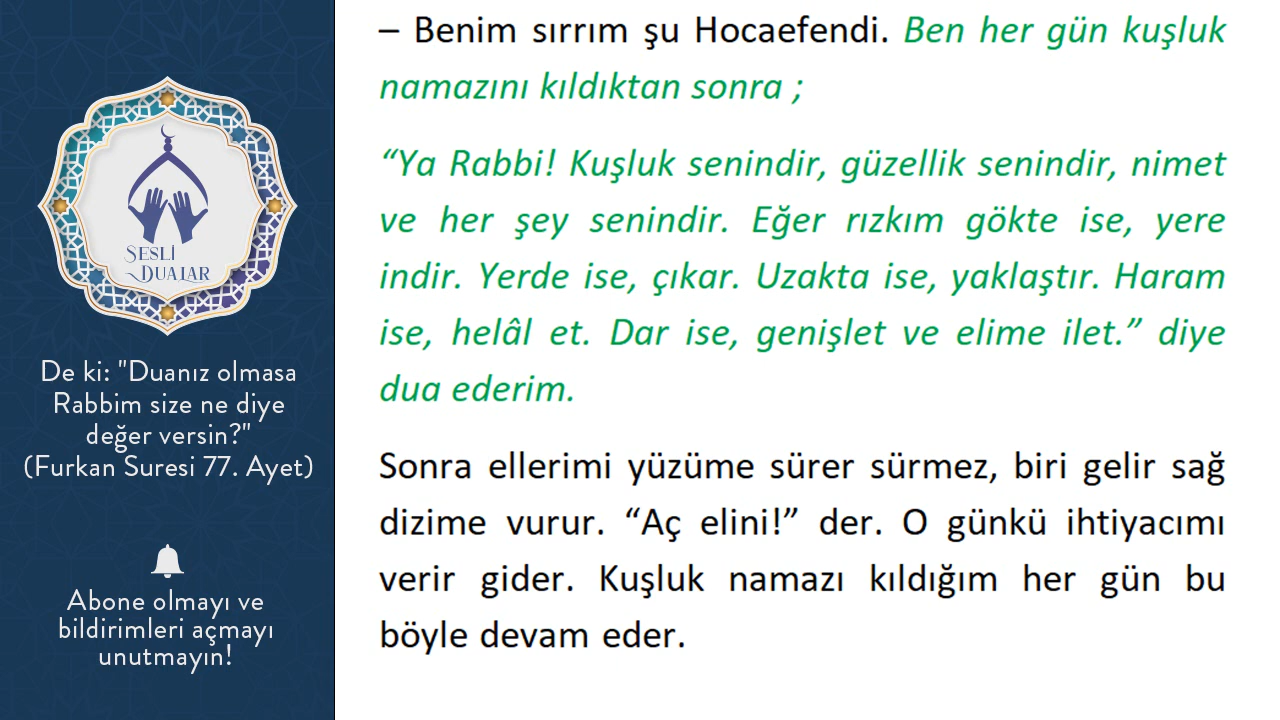 SESLİ
DUALAR
De ki: "Duanız olmasa
Rabbim size ne diye
değer versin?"
(Furkan Suresi 77. Ayet)
Abone olmayı ve
bildirimleri açmayı
unutmayın!
– Benim sırrım şu Hocaefendi. Ben her gün kuşluk
namazını kıldıktan sonra ;
“Ya Rabbi! Kuşluk senindir, güzellik senindir, nimet
ve her şey senindir. Eğer rızkım gökte ise, yere
indir. Yerde ise, çıkar. Uzakta ise, yaklaştır. Haram
ise, helâl et. Dar ise, genişlet ve elime ilet.” diye
dua ederim.
Sonra ellerimi yüzüme sürer sürmez, biri gelir sağ
dizime vurur. “Aç elini!” der. O günkü ihtiyacımı
verir gider. Kuşluk namazı kıldığım her gün bu
böyle devam eder.